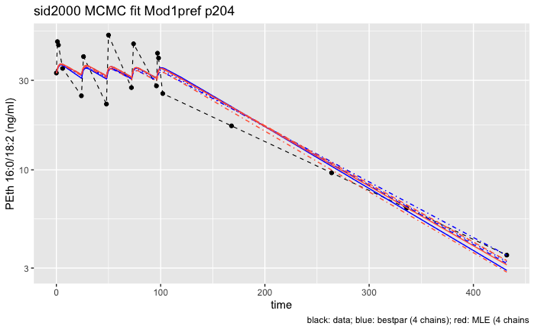 sid2000 MCMC fit Mod1pref p204
PEth 16:0/18:2 (ng/ml)
30
10
3
0
100
200
300
400
time
black: data; blue: bestpar (4 chains); red: MLE (4 chains